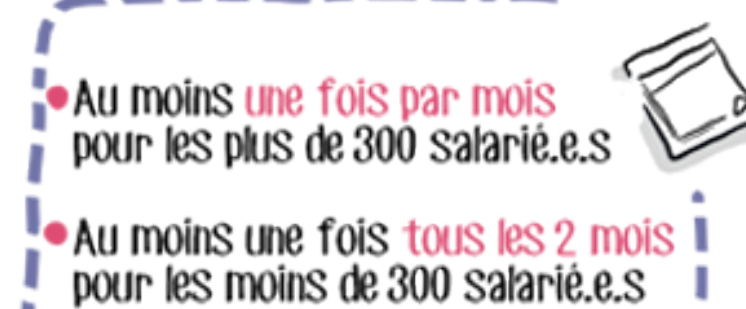 Au moins une fois par mois
pour les plus de 300 salarié.e.s
Au moins une fois tous les 2 mois
pour les moins de 300 salarié.e.s